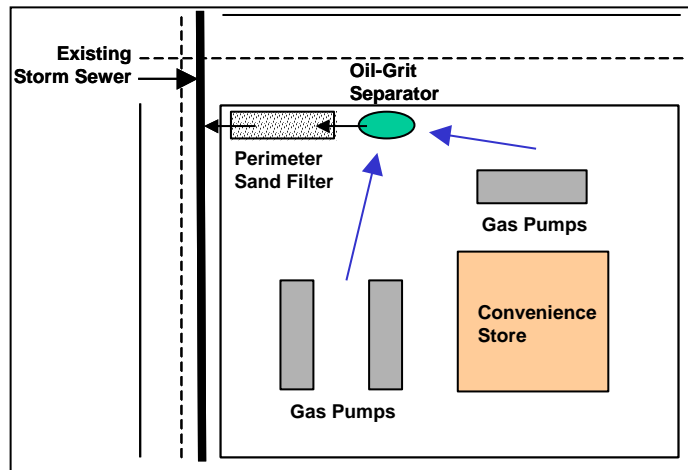 Existing
Storm Sewer
Oil-Grit
Separator
Perimeter
Sand Filter
Gas Pumps
Convenience
Store
Gas Pumps